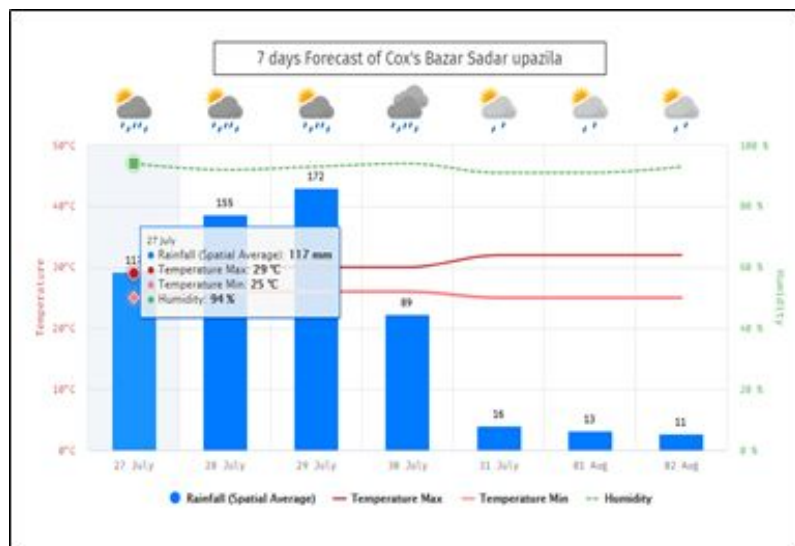 7 days Forecast of Cox's Bazar Sadar upazila
50°C
40°C
30°C
20°C
10°C
0°C
Temperature
100 %
80 %
60 %
40 %
20 %
0 %
Humidity
155
172
89
16
13
11
27 July
Rainfall (Spatial Average): 117 mm
Temperature Max: 29 °C
Temperature Min: 25 °C
Humidity: 94 %
27 July 28 July 29 July 30 July 31 July 01 Aug 02 Aug
Rainfall (Spatial Average) Temperature Max Temperature Min Humidity